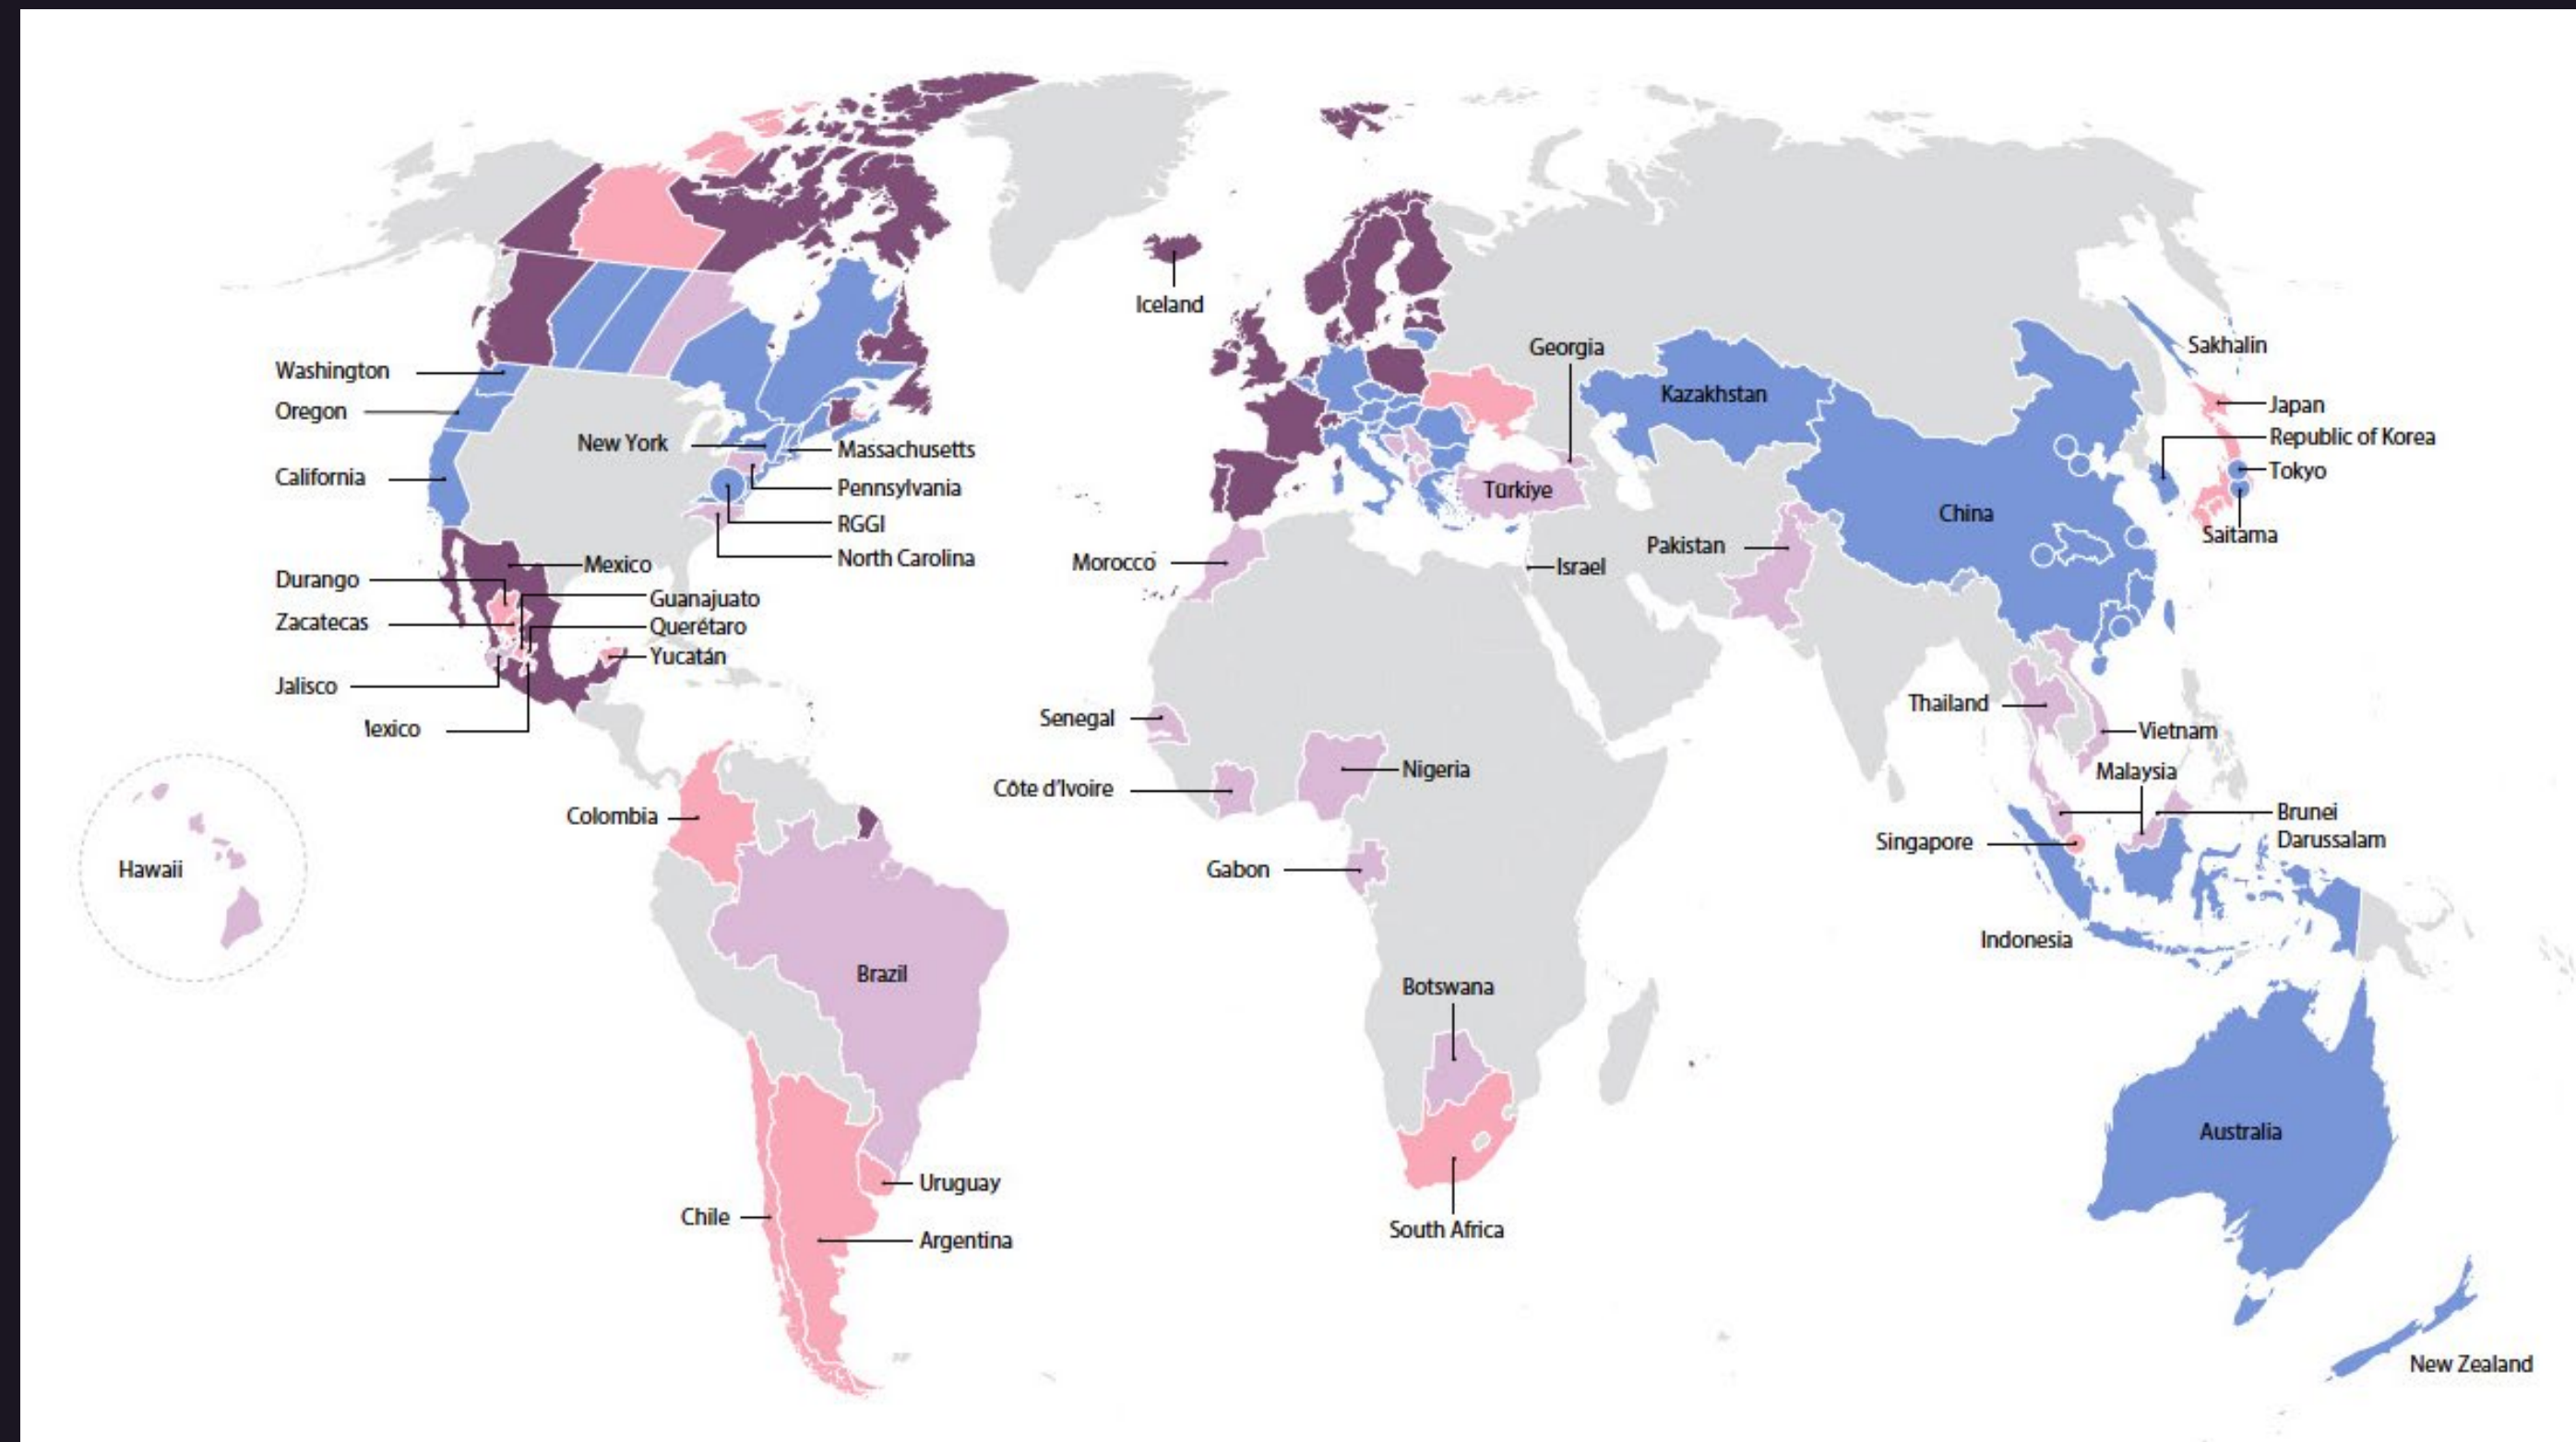 Iceland
Georgia
Sakhalin
Washington
Kazakhstan
Japan
Oregon
New York
Massachusetts
Republic of Korea
California
Pennsylvania
Türkiye
Tokyo
RGGI
China
North Carolina
Saitama
Pakistan
Mexico
Morocco
Israel
Durango
Guanajuato
Zacatecas
Querétaro
Yucatán
Jalisco
Thailand
Senegal
lexico
Vietnam
Nigeria
Malaysia
Côte d'Ivoire
Colombia
Brunei
Darussalam
Singapore
Hawaii
Gabon
Indonesia
Brazil
Botswana
Australia
Uruguay
Chile
South Africa
Argentina
New Zealand